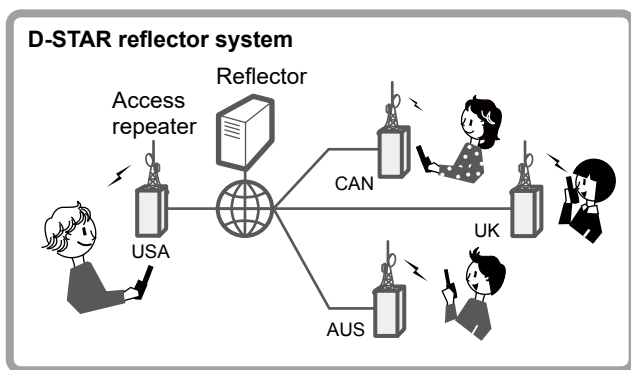 D-STAR reflector system
Reflector
Access
repeater
CAN
UK
USA
AUS